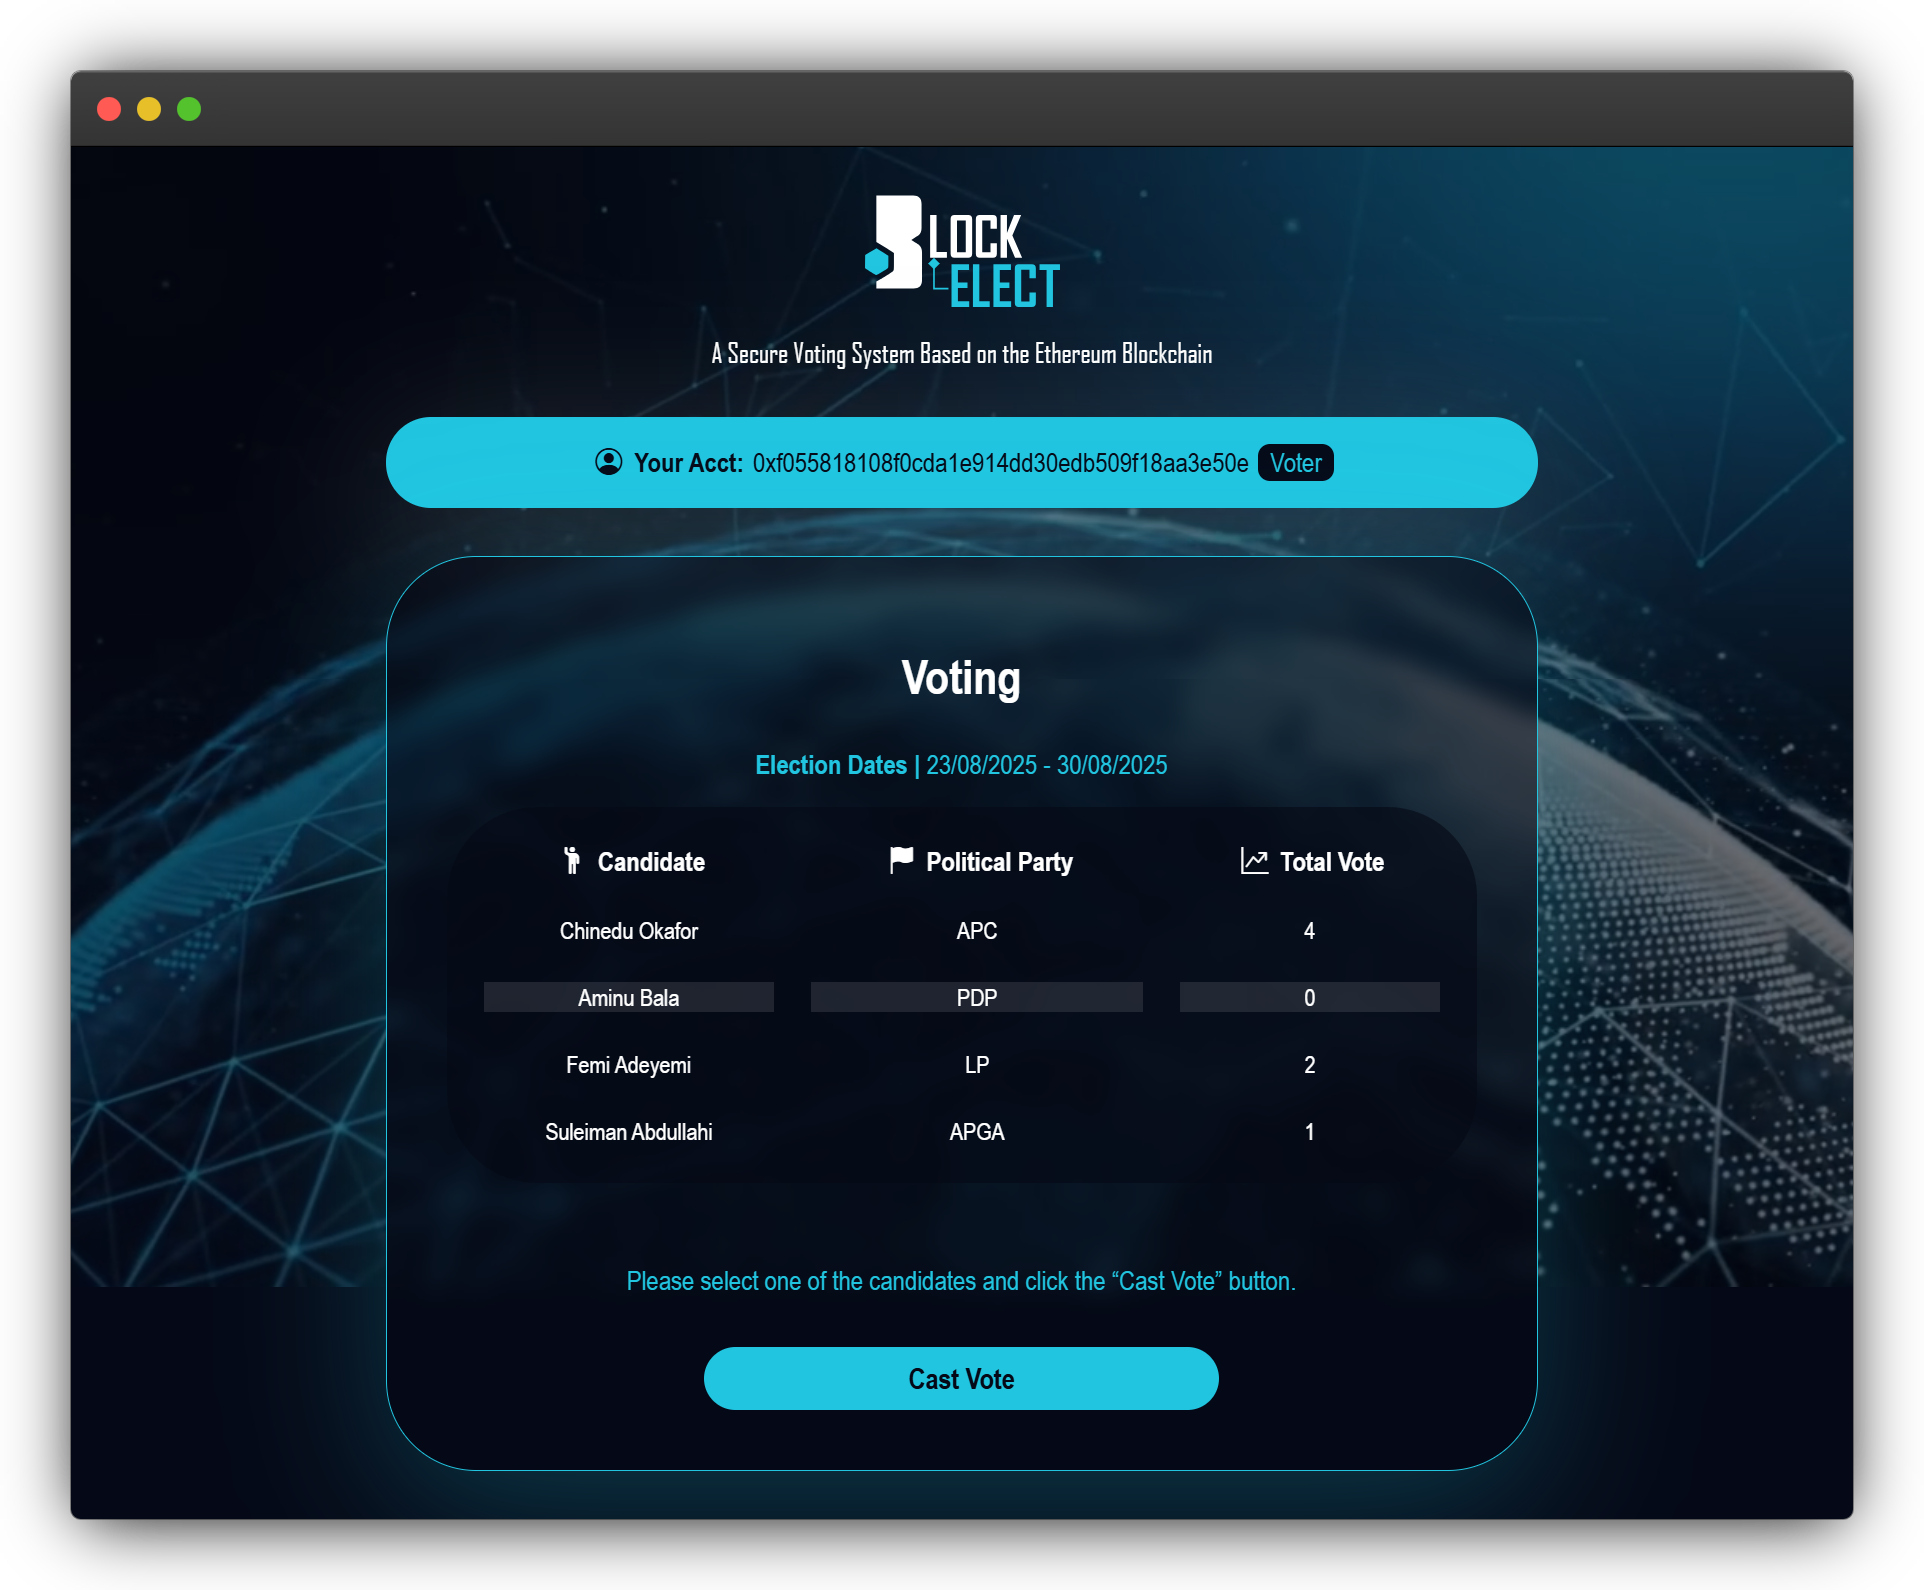 BLOCK
ELECT
A Secure Voting System Based on the Ethereum Blockchain
Your Acct: 0xf055818108f0cda1e914dd30edb509f18aa3e50e Voter
Voting
Election Dates | 23/08/2025 - 30/08/2025
Candidate Political Party Total Vote
Chinedu Okafor APC 4
Aminu Bala PDP 0
Femi Adeyemi LP 2
Suleiman Abdullahi APGA 1
Please select one of the candidates and click the “Cast Vote” button.
Cast Vote